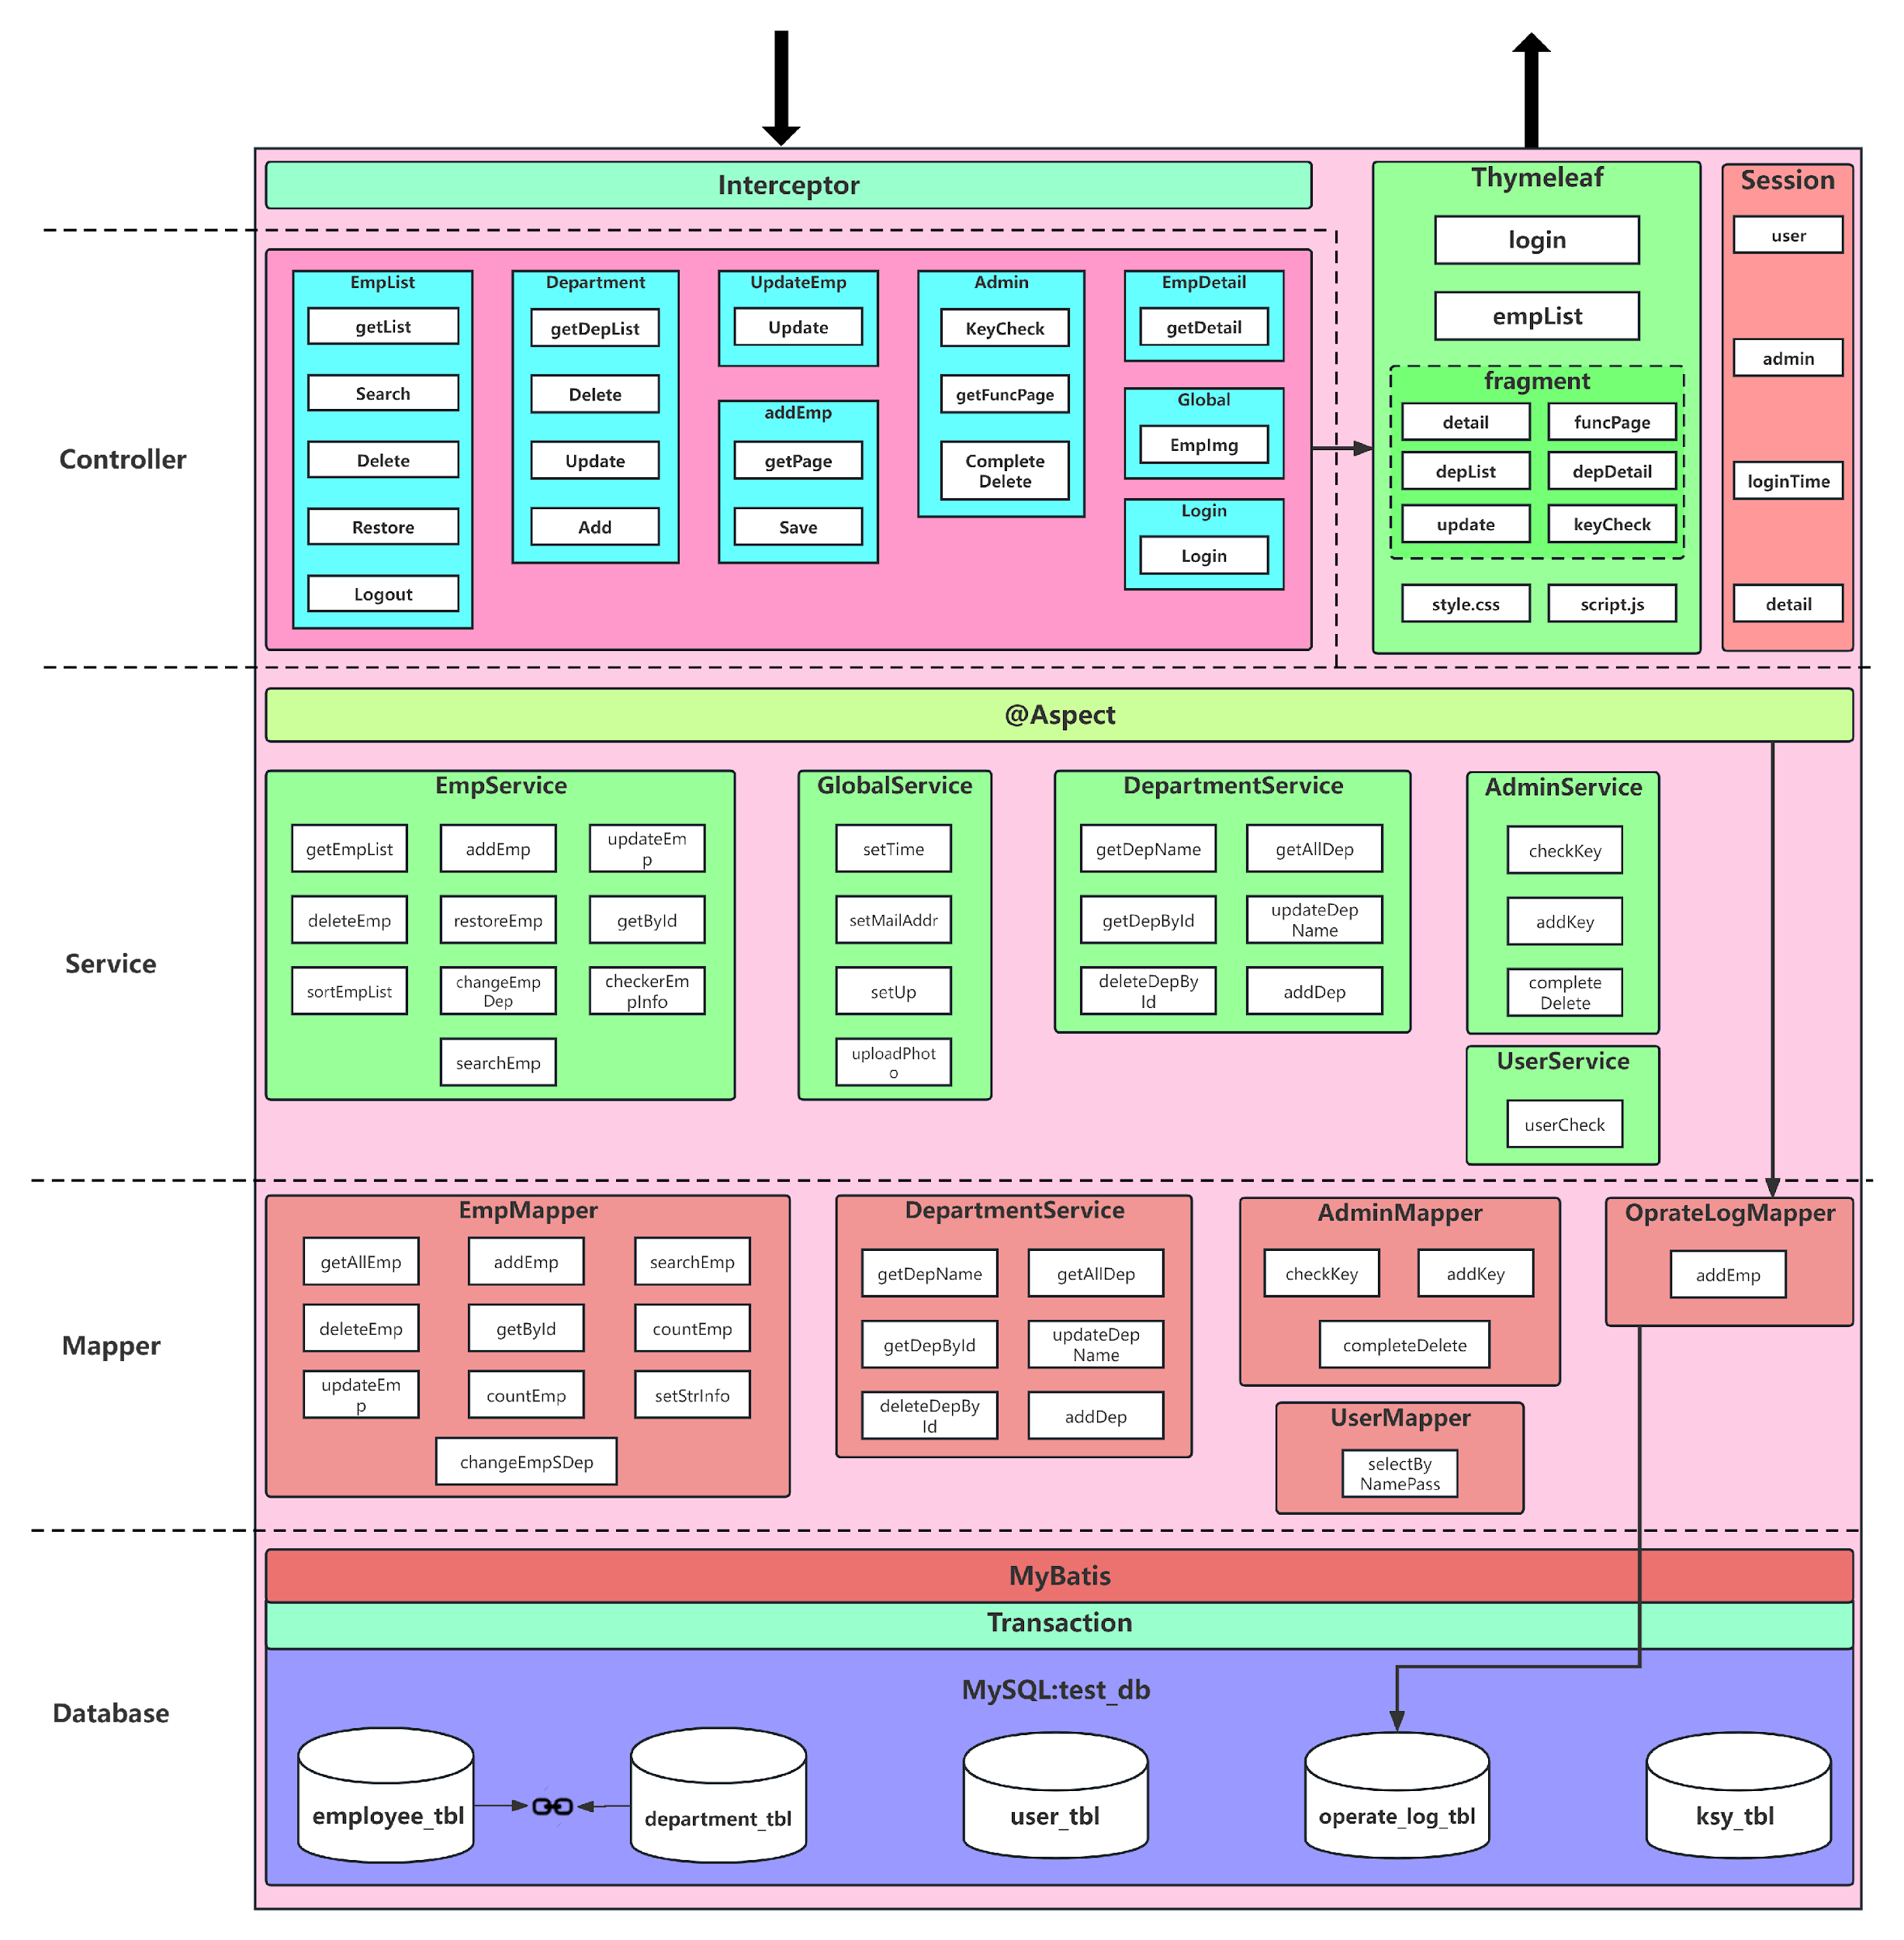 Interceptor
Thymeleaf
login
empList
fragment
detail
funcPage
depList
depDetail
update
keyCheck
style.css
script.js
Session
user
admin
loginTime
detail
Controller
EmpList
getList
Search
Delete
Restore
Logout
Department
getDepList
Delete
Update
Add
UpdateEmp
Update
addEmp
getPage
Save
Admin
KeyCheck
getFuncPage
Complete
Delete
EmpDetail
getDetail
Global
EmpImg
Login
Login
@Aspect
Service
EmpService
getEmpList
addEmp
updateEm
p
deleteEmp
restoreEmp
getById
sortEmpList
changeEmp
Dep
checkerEm
pInfo
searchEmp
GlobalService
setTime
setMailAddr
setUp
uploadPhot
o
DepartmentService
getDepName
getAllDep
getDepById
updateDep
Name
deleteDepBy
Id
addDep
AdminService
checkKey
addKey
complete
Delete
UserService
userCheck
Mapper
EmpMapper
getAllEmp
addEmp
searchEmp
deleteEmp
getById
countEmp
updateEm
p
countEmp
setStrInfo
changeEmpSDep
DepartmentService
getDepName
getAllDep
getDepById
updateDep
Name
deleteDepBy
Id
addDep
AdminMapper
checkKey
addKey
completeDelete
UserMapper
selectBy
NamePass
OprateLogMapper
addEmp
Database
MyBatis
Transaction
MySQL:test_db
employee_tbl
department_tbl
user_tbl
operate_log_tbl
ksy_tbl